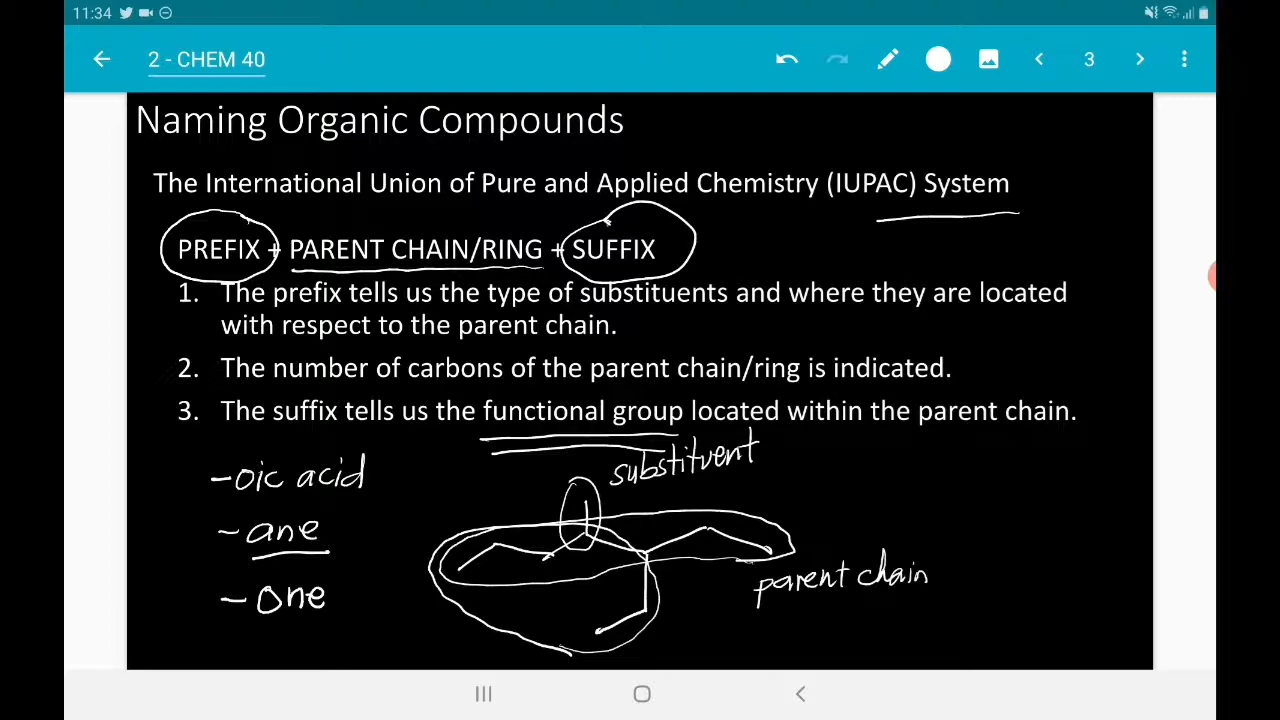 11:34
2 - CHEM 40
3
Naming Organic Compounds
The International Union of Pure and Applied Chemistry (IUPAC) System
PREFIX + PARENT CHAIN/RING + SUFFIX
1. The prefix tells us the type of substituents and where they are located
with respect to the parent chain.
2. The number of carbons of the parent chain/ring is indicated.
3. The suffix tells us the functional group located within the parent chain.
-oic acid
-ane
-one
substituent
parent chain